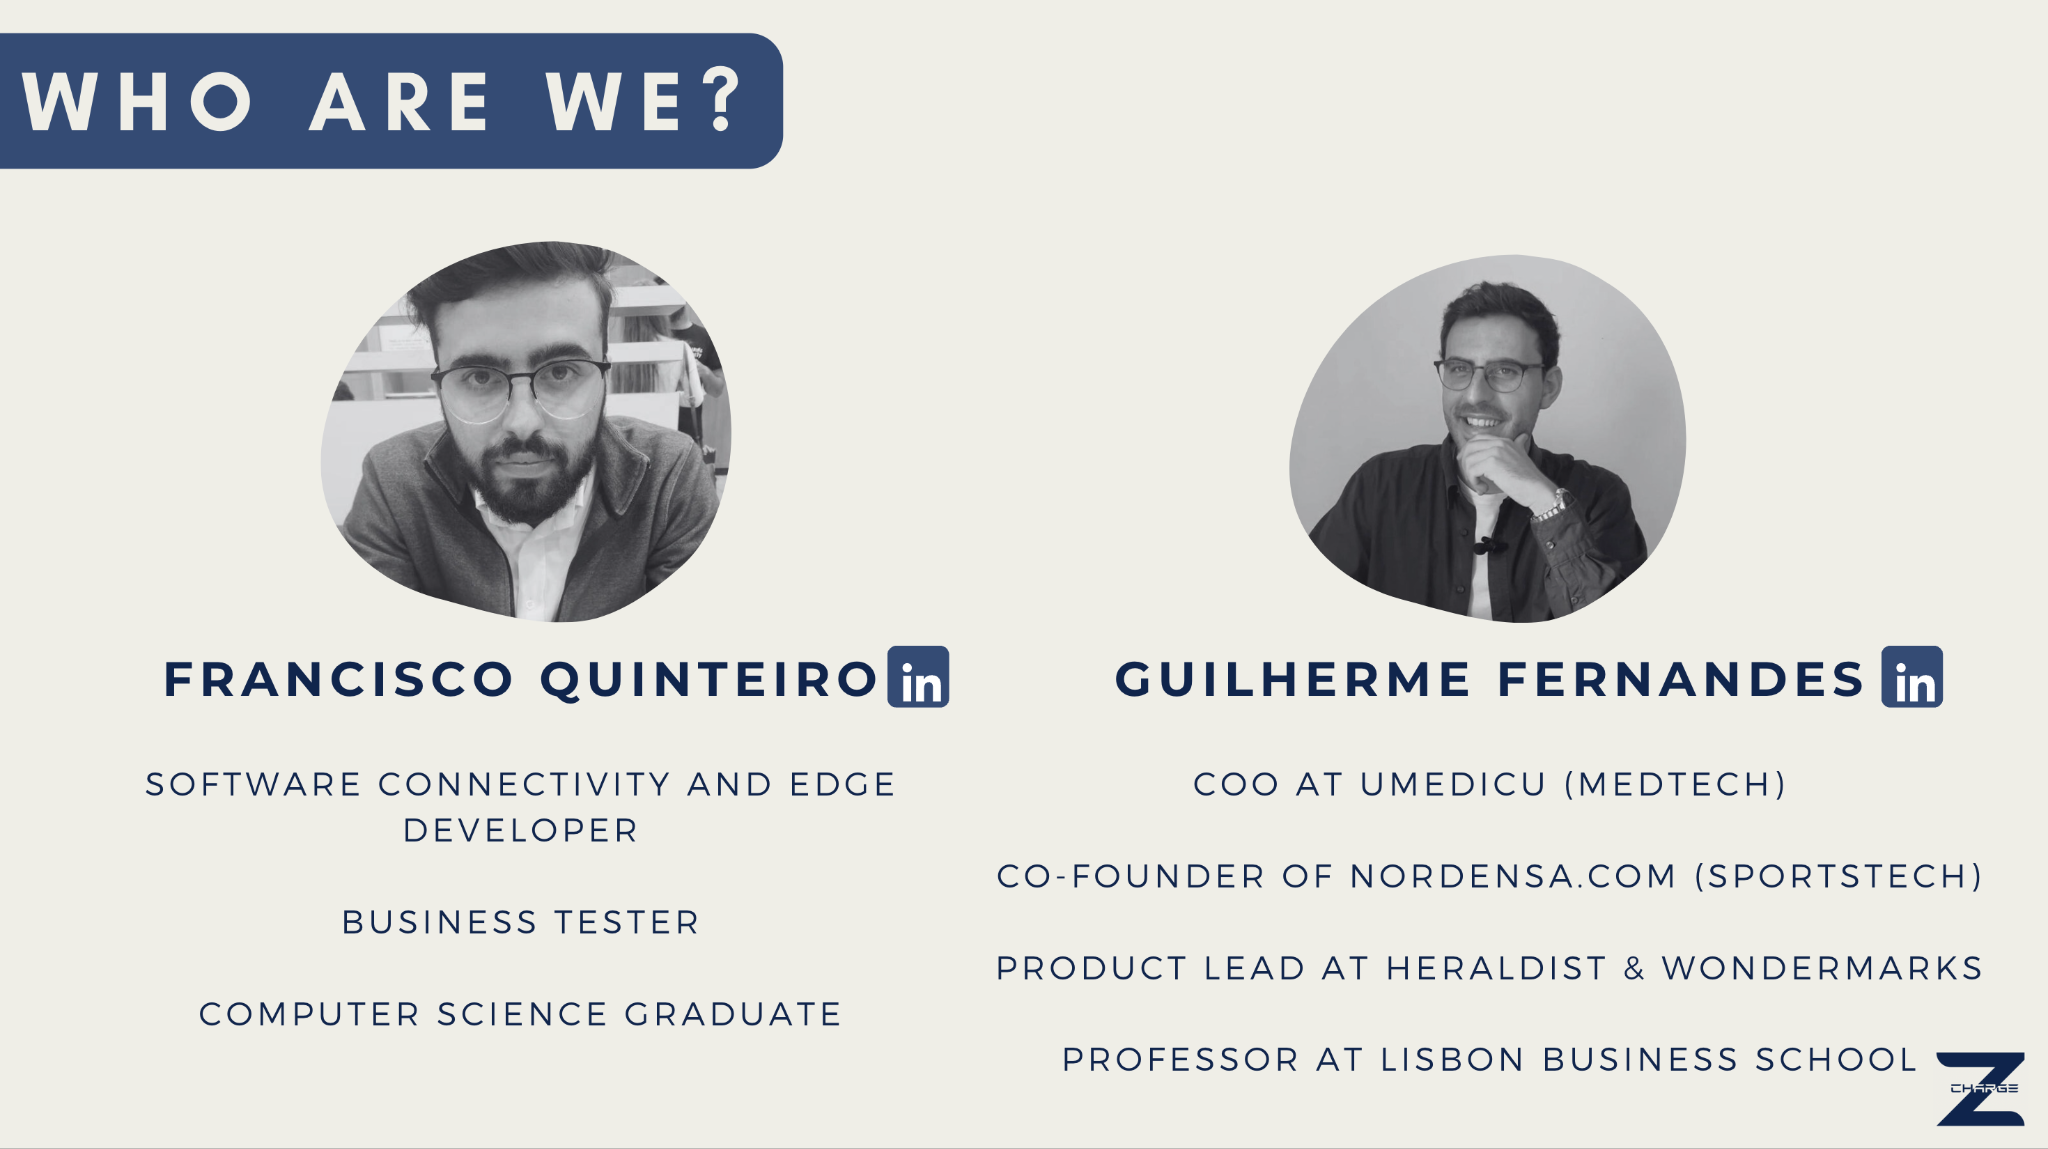 WHO ARE WE?
FRANCISCO QUINTEIRO
in
SOFTWARE CONNECTIVITY AND EDGE
DEVELOPER
BUSINESS TESTER
COMPUTER SCIENCE GRADUATE
GUILHERME FERNANDES
in
COO AT UMEDICU (MEDTECH)
CO-FOUNDER OF NORDENSA.COM (SPORTSTECH)
PRODUCT LEAD AT HERALDIST & WONDERMARKS
PROFESSOR AT LISBON BUSINESS SCHOOL
Z
CHARGE